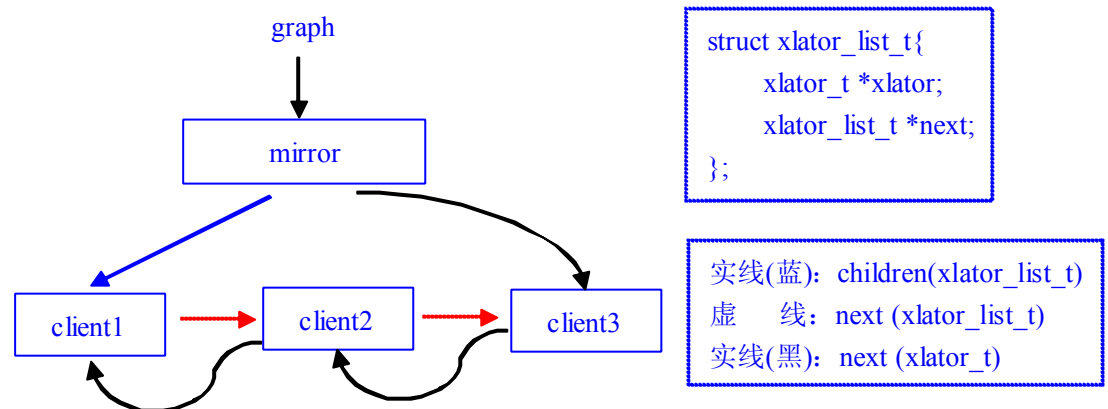 graph
mirror
client1
client2
client3
struct xlator_list_t{
xlator_t *xlator;
xlator_list_t *next;
};
实线(蓝)：children(xlator_list_t)
虚 线：next (xlator_list_t)
实线(黑)：next (xlator_t)